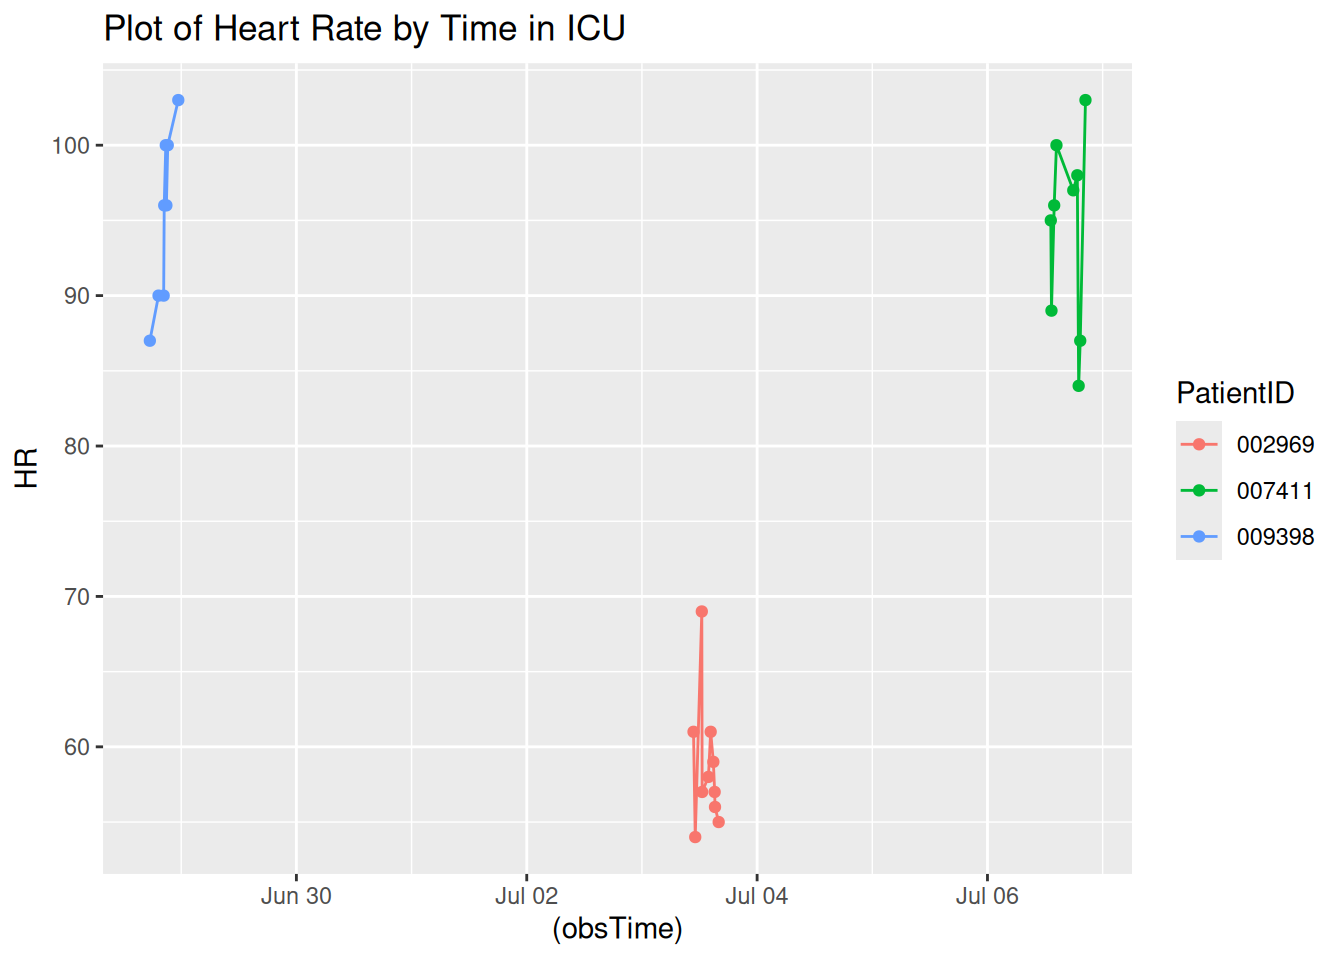 Plot of Heart Rate by Time in ICU
HR
100
90
80
70
60
Jun 30
Jul 02
Jul 04
Jul 06
(obsTime)
PatientID
002969
007411
009398